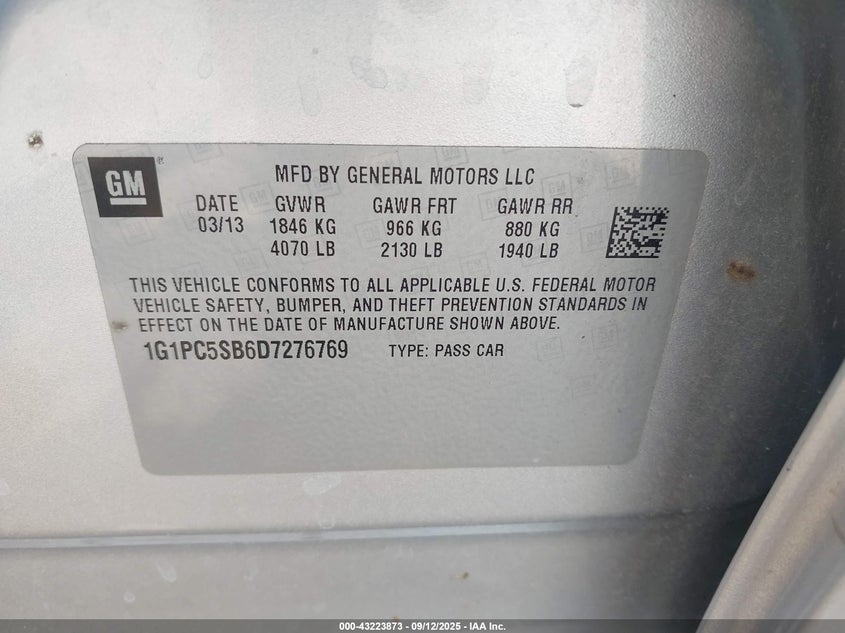 GM
MFD BY GENERAL MOTORS LLC
DATE GVWR GAWR FRT GAWR RR
03/13 1846 KG 966 KG 880 KG
4070 LB 2130 LB 1940 LB
THIS VEHICLE CONFORMS TO ALL APPLICABLE U.S. FEDERAL MOTOR
VEHICLE SAFETY, BUMPER, AND THEFT PREVENTION STANDARDS IN
EFFECT ON THE DATE OF MANUFACTURE SHOWN ABOVE.
1G1PC5SB6D7276769 TYPE: PASS CAR
000-43223873 - 09/12/2025 - IAA Inc.